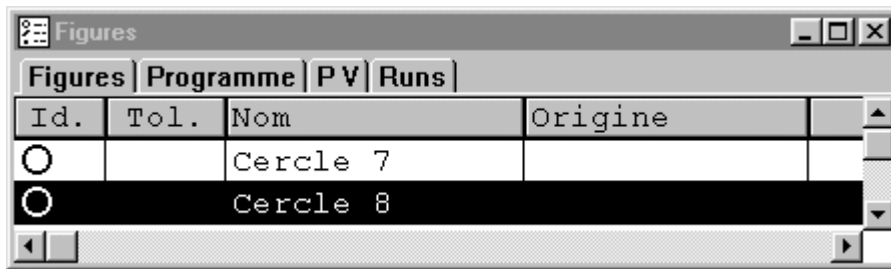 Figures
Figures Programme P V Runs
Id. Tol. Nom Origine
Cercle 7
Cercle 8